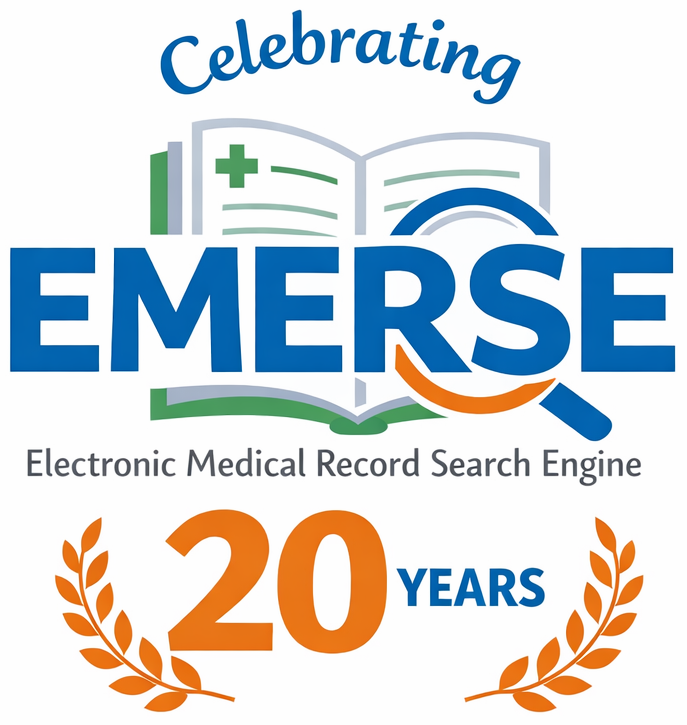 Celebrating
EMERSE
Electronic Medical Record Search Engine
20 YEARS